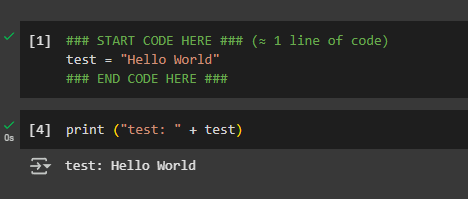 [1] ### START CODE HERE ### (≈ 1 line of code)
test = "Hello World"
### END CODE HERE ###
[4] print ("test: " + test)
0s
test: Hello World